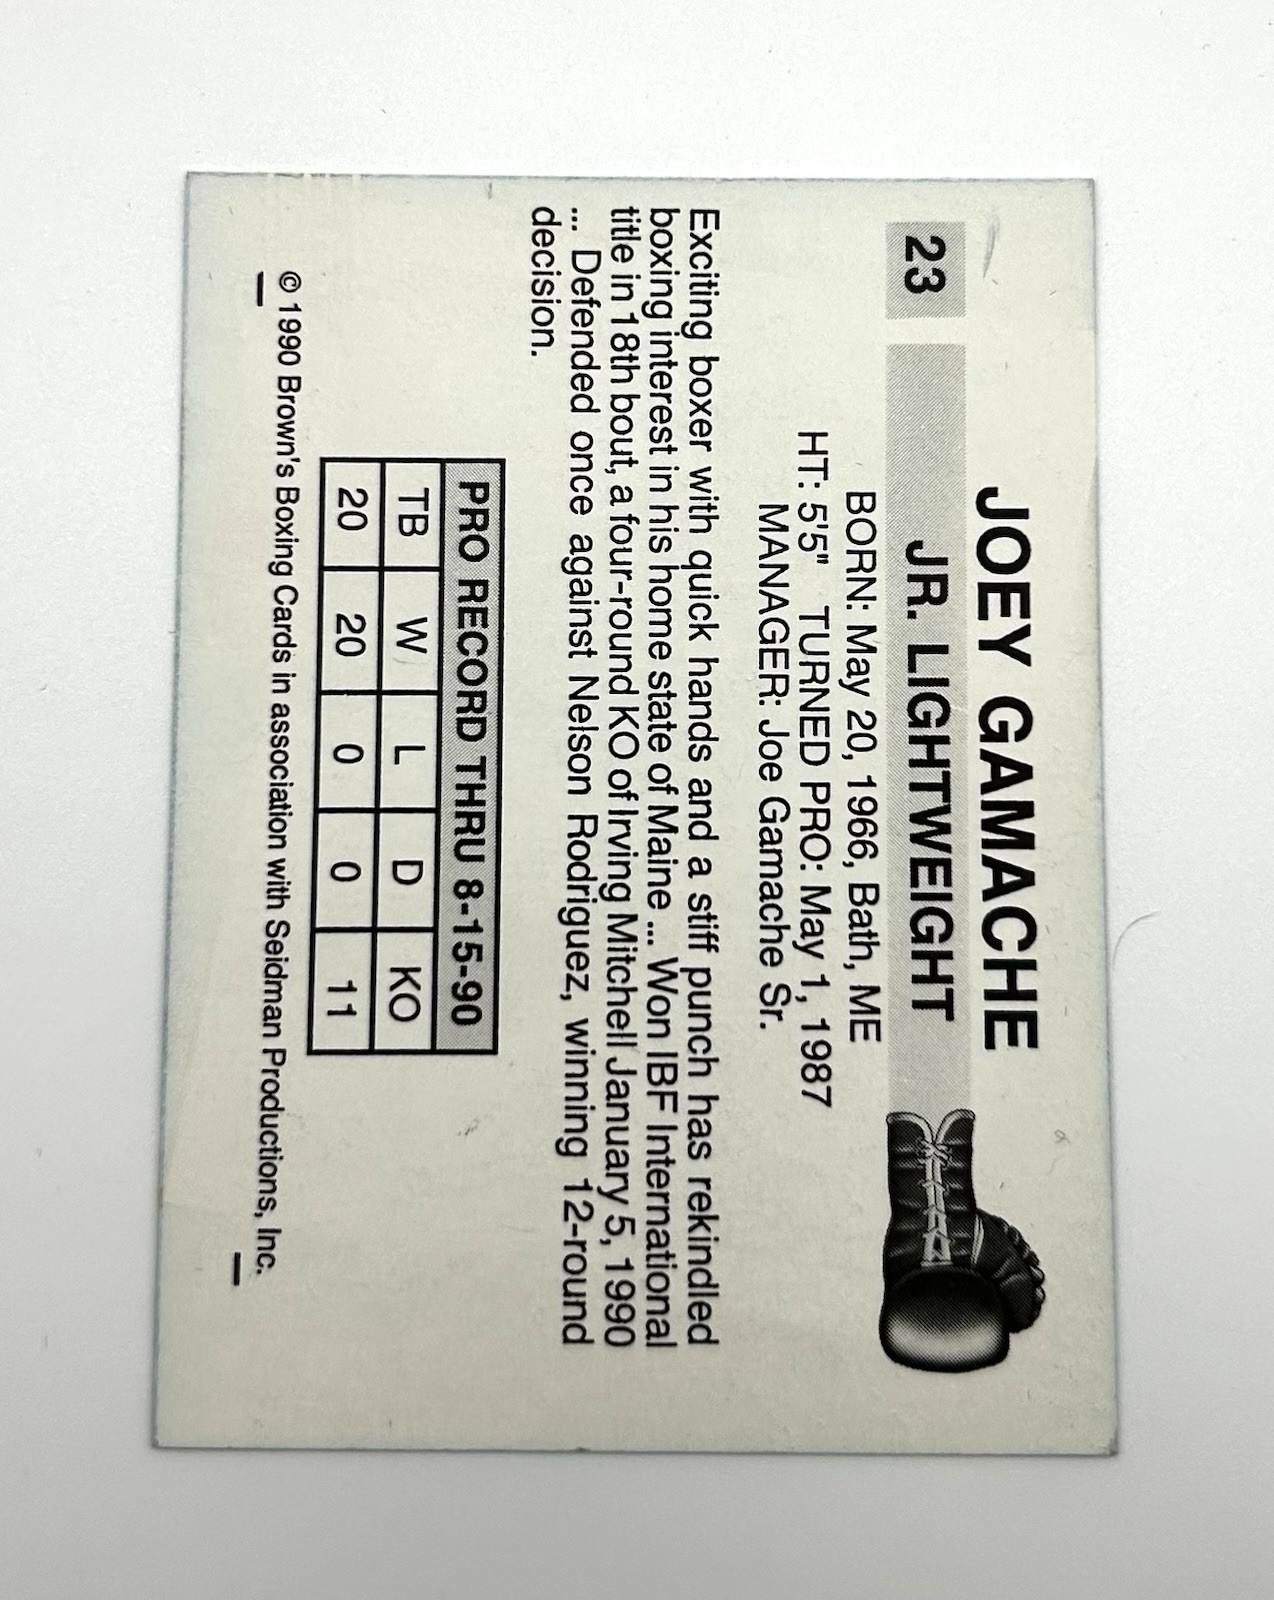 JOEY GAMACHE
23 JR. LIGHTWEIGHT
BORN: May 20, 1966, Bath, ME
HT: 5'5" TURNED PRO: May 1, 1987
MANAGER: Joe Gamache Sr.
Exciting boxer with quick hands and a stiff punch has rekindled
boxing interest in his home state of Maine ... Won IBF International
title in 18th bout, a four-round KO of Irving Mitchell January 5, 1990
... Defended once against Nelson Rodriguez, winning 12-round
decision.
PRO RECORD THRU 8-15-90
TB W L D KO
20 20 0 0 11
© 1990 Brown's Boxing Cards in association with Seidman Productions, Inc.